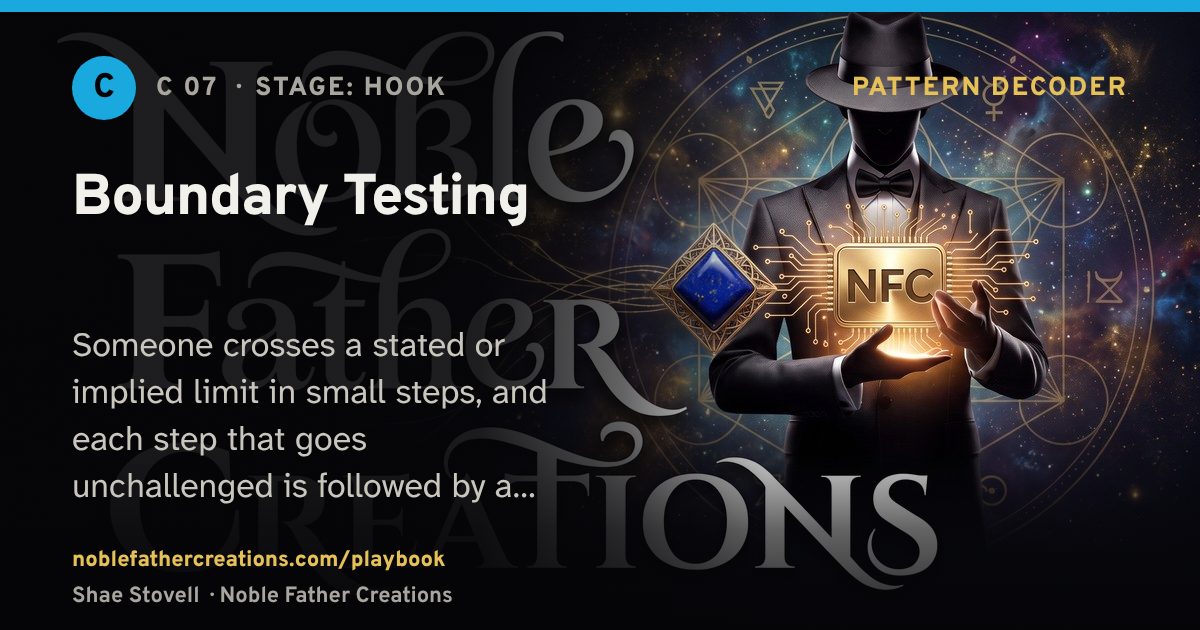 C
C 07 · STAGE: HOOK
PATTERN DECODER
Boundary Testing
Someone crosses a stated or
implied limit in small steps, and
each step that goes
unchallenged is followed by a...
noblefathercreations.com/playbook
Shae Stovell · Noble Father Creations
Noble
Father
Creations
NFC